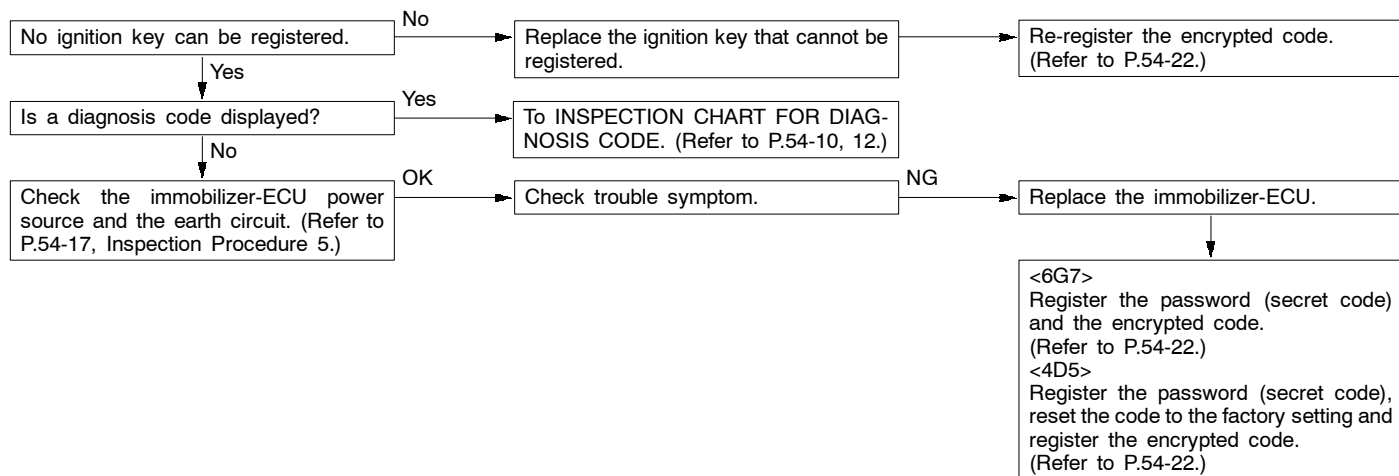 No ignition key can be registered.
No
Replace the ignition key that cannot be
registered.
Re-register the encrypted code.
(Refer to P.54-22.)
Yes
Is a diagnosis code displayed?
Yes
To INSPECTION CHART FOR DIAG-
NOSIS CODE. (Refer to P.54-10, 12.)
No
Check the immobilizer-ECU power
source and the earth circuit. (Refer to
P.54-17, Inspection Procedure 5.)
OK
Check trouble symptom.
NG
Replace the immobilizer-ECU.
<6G7>
Register the password (secret code)
and the encrypted code.
(Refer to P.54-22.)
<4D5>
Register the password (secret code),
reset the code to the factory setting and
register the encrypted code.
(Refer to P.54-22.)